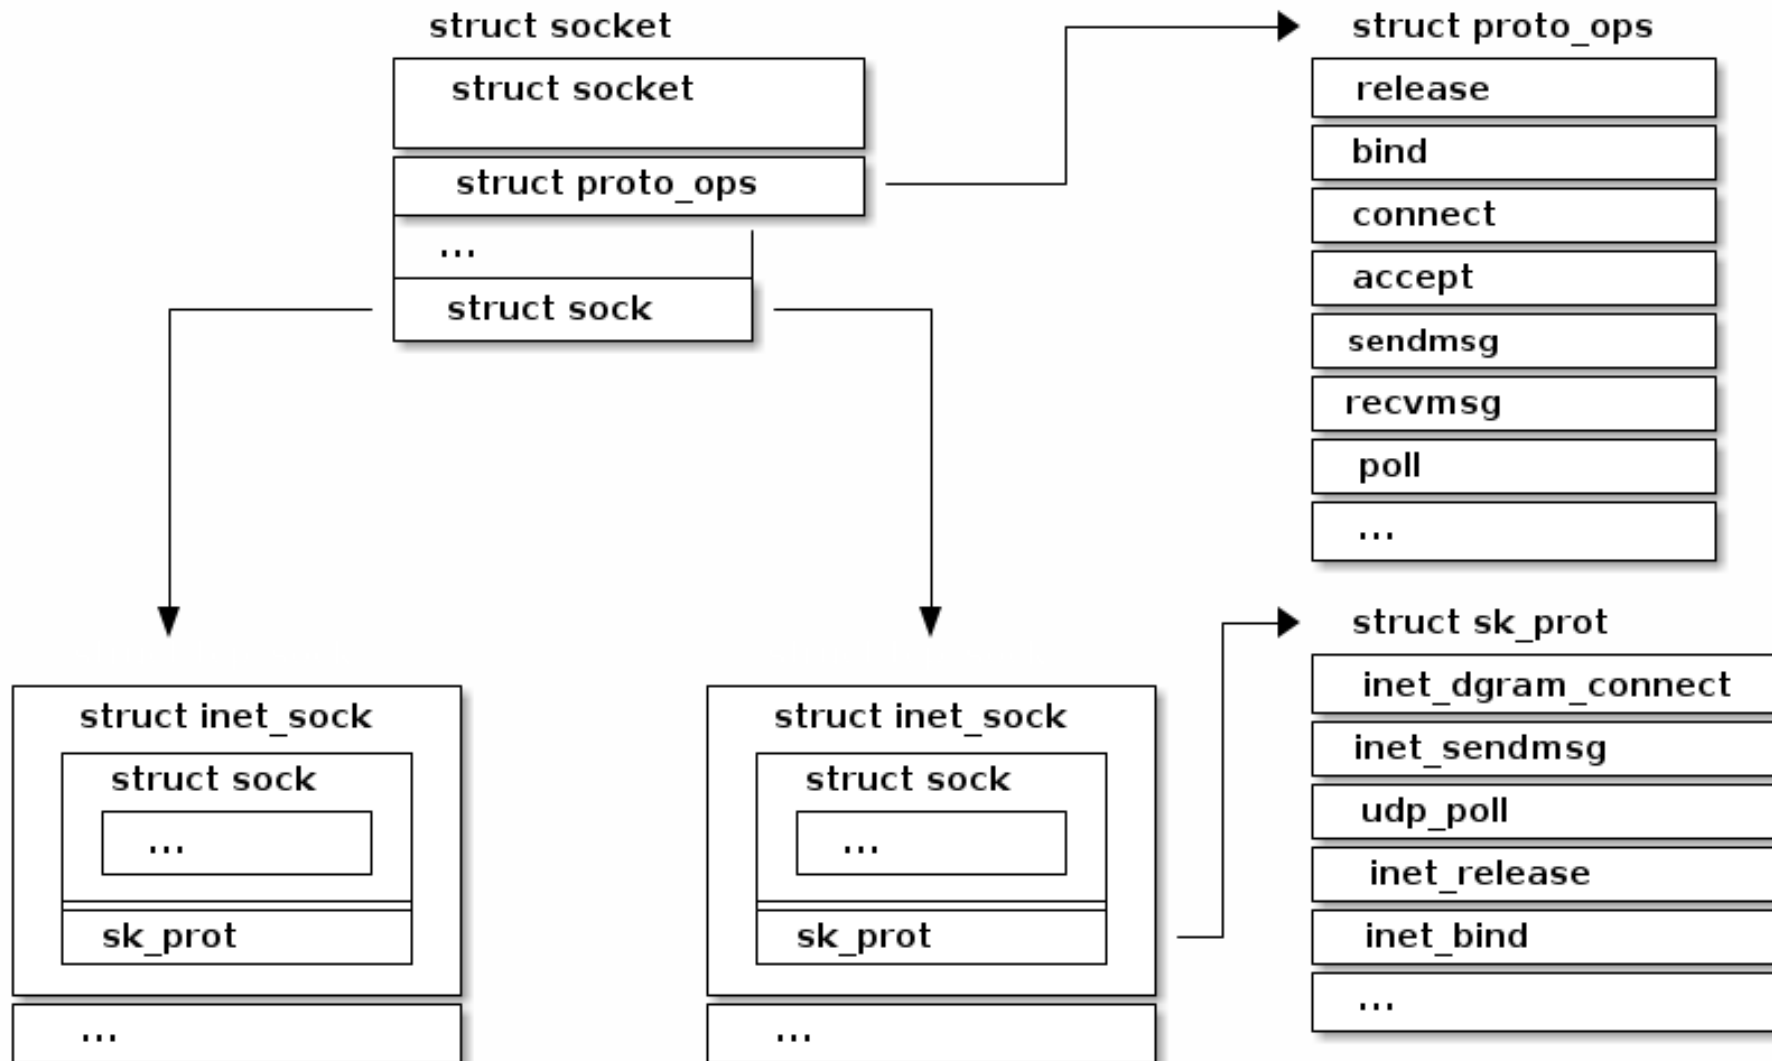 struct socket
struct socket
struct proto_ops
...
struct sock
struct proto_ops
release
bind
connect
accept
sendmsg
recvmsg
poll
...
struct inet_sock
struct sock
...
sk_prot
...
struct inet_sock
struct sock
...
sk_prot
...
struct sk_prot
inet_dgram_connect
inet_sendmsg
udp_poll
inet_release
inet_bind
...